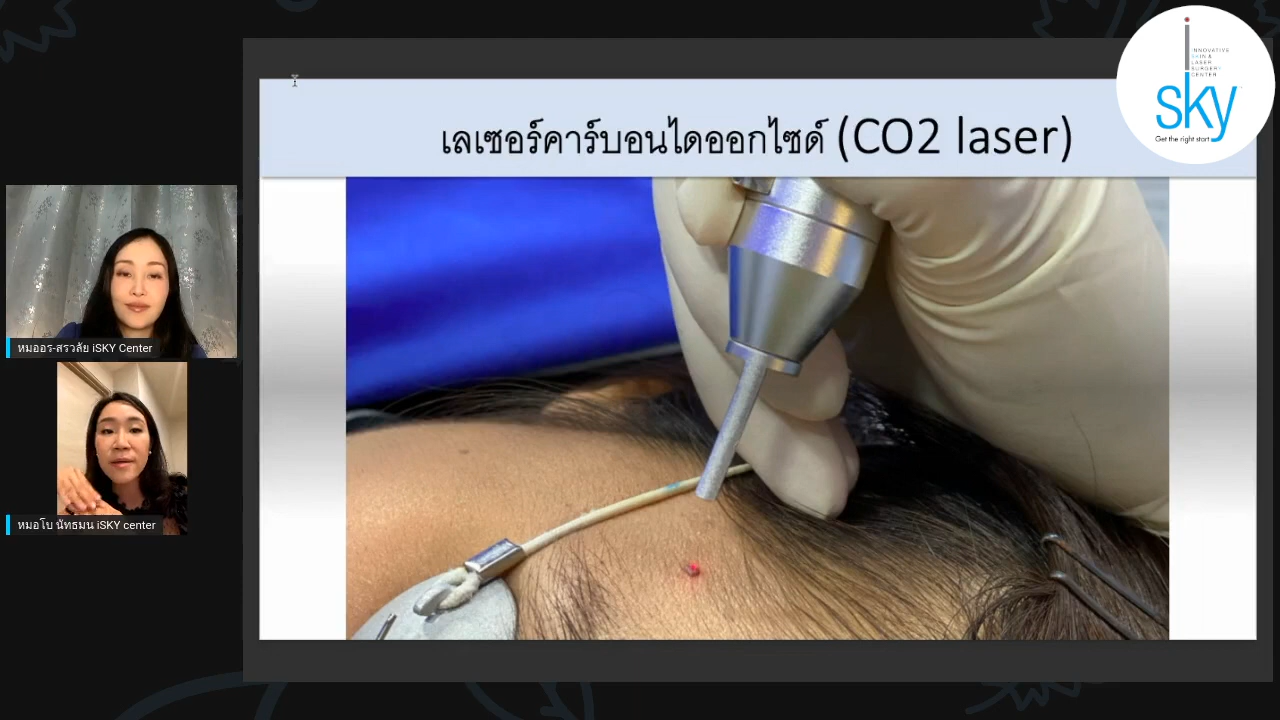 เลเซอร์คาร์บอนไดออกไซด์ (CO2 laser)
INNOVATIVE
SKIN &
LASER
SURGERY
CENTER
isky
Get the right start
หมออร-สรวลัย iSKY Center
หมอโบ นัทธมน iSKY center